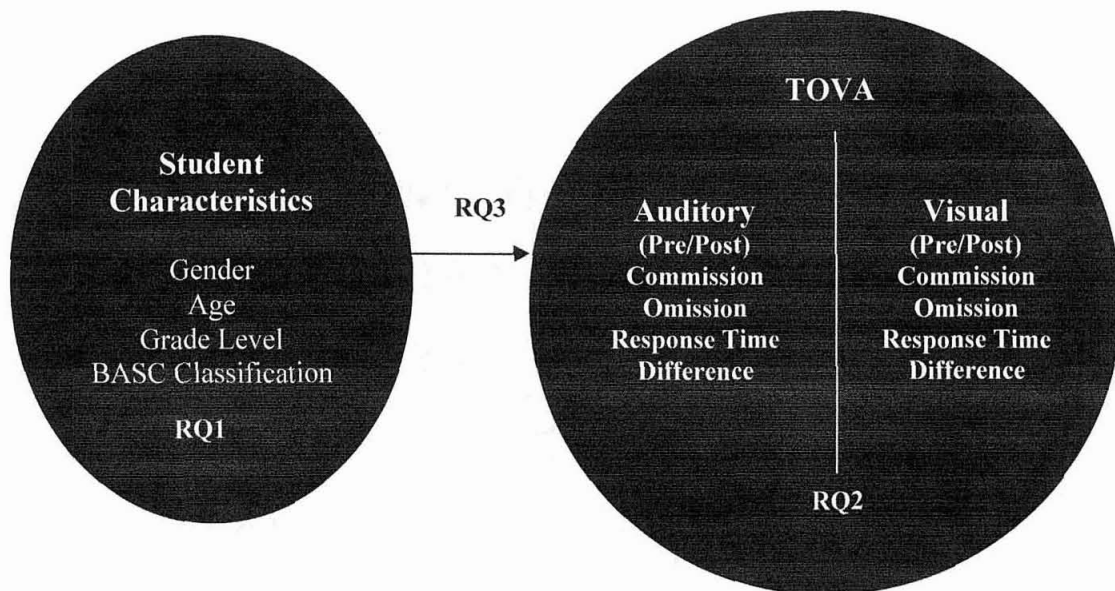 Student
Characteristics
Gender
Age
Grade Level
BASC Classification
RQ1
RQ3
TOVA
Auditory
(Pre/Post)
Commission
Omission
Response Time
Difference
Visual
(Pre/Post)
Commission
Omission
Response Time
Difference
RQ2